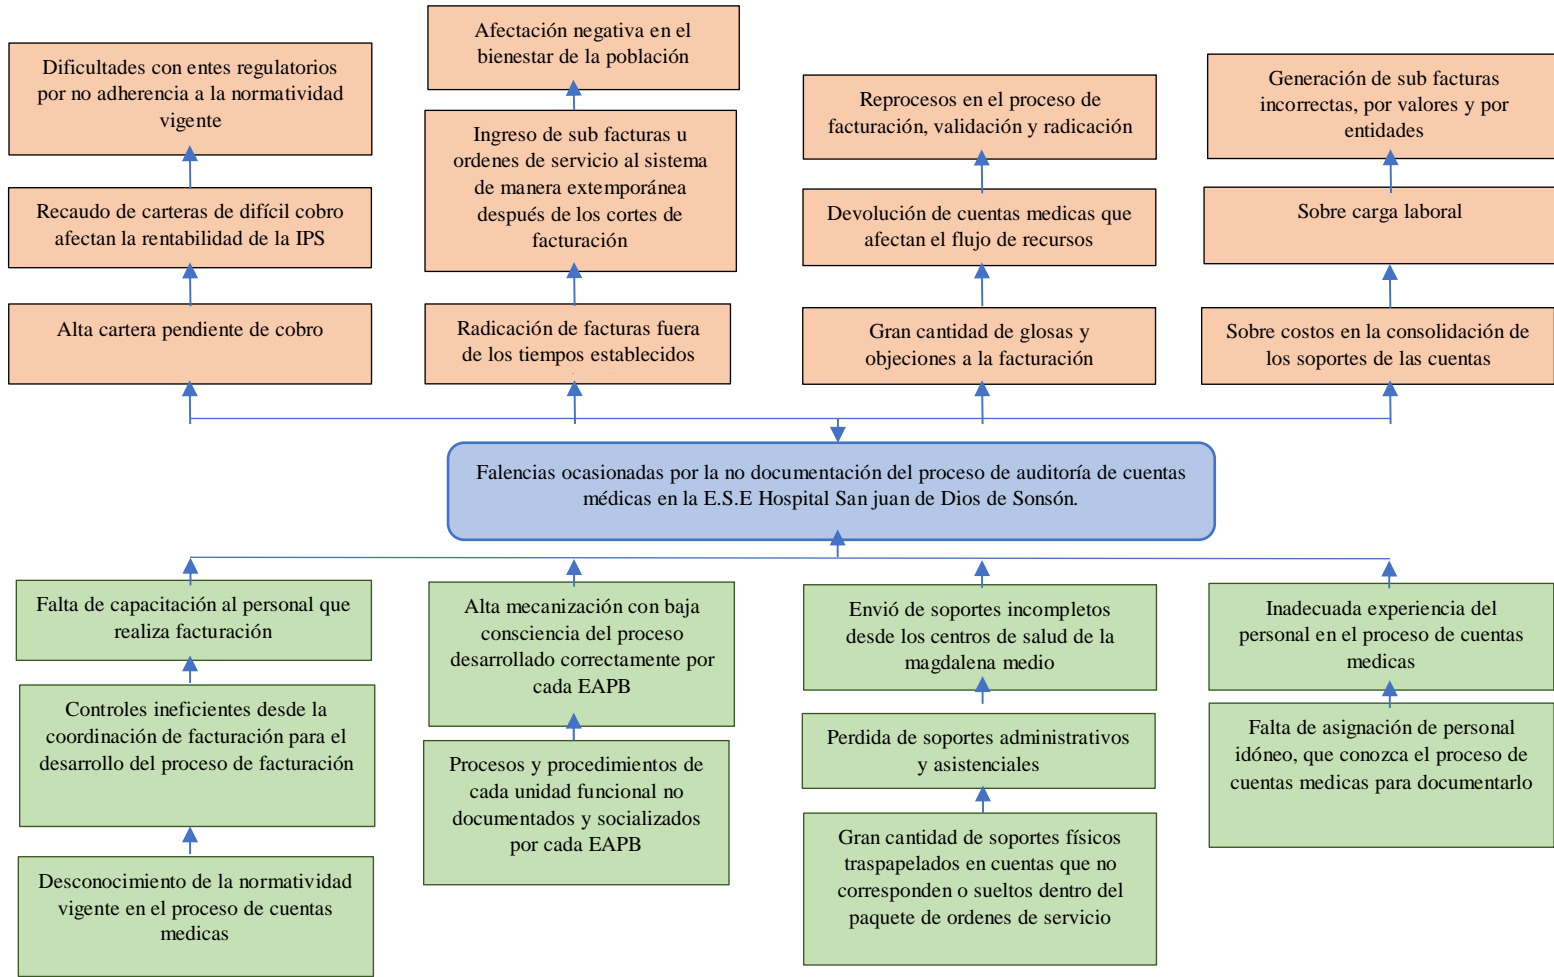 Dificultades con entes regulatorios
por no adherencia a la normatividad
vigente
Recaudo de carteras de difícil cobro
afectan la rentabilidad de la IPS
Alta cartera pendiente de cobro
Afectación negativa en el
bienestar de la población
Ingreso de sub facturas u
ordenes de servicio al sistema
de manera extemporánea
después de los cortes de
facturación
Radicación de facturas fuera
de los tiempos establecidos
Reprocesos en el proceso de
facturación, validación y radicación
Devolución de cuentas medicas que
afectan el flujo de recursos
Gran cantidad de glosas y
objeciones a la facturación
Generación de sub facturas
incorrectas, por valores y por
entidades
Sobre carga laboral
Sobre costos en la consolidación de
los soportes de las cuentas
Falencias ocasionadas por la no documentación del proceso de auditoría de cuentas
médicas en la E.S.E Hospital San juan de Dios de Sonsón.
Falta de capacitación al personal que
realiza facturación
Controles ineficientes desde la
coordinación de facturación para el
desarrollo del proceso de facturación
Desconocimiento de la normatividad
vigente en el proceso de cuentas
medicas
Alta mecanización con baja
consciencia del proceso
desarrollado correctamente por
cada EAPB
Procesos y procedimientos de
cada unidad funcional no
documentados y socializados
por cada EAPB
Envió de soportes incompletos
desde los centros de salud de la
magdalena medio
Perdida de soportes administrativos
y asistenciales
Gran cantidad de soportes físicos
traspapelados en cuentas que no
corresponden o sueltos dentro del
paquete de ordenes de servicio
Inadecuada experiencia del
personal en el proceso de cuentas
medicas
Falta de asignación de personal
idóneo, que conozca el proceso de
cuentas medicas para documentarlo